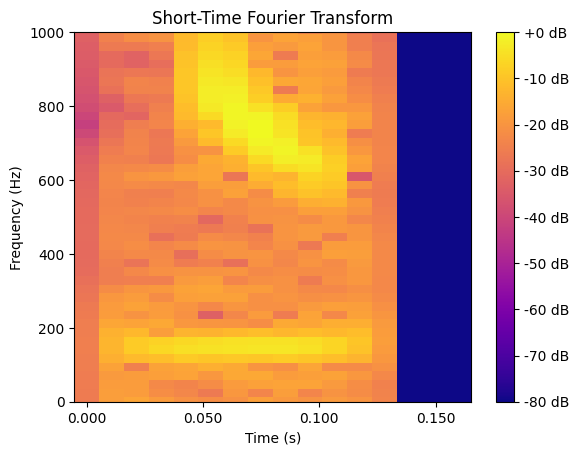 Short-Time Fourier Transform
1000
800
600
400
200
0
Frequency (Hz)
0.000
0.050
0.100
0.150
Time (s)
+0 dB
-10 dB
-20 dB
-30 dB
-40 dB
-50 dB
-60 dB
-70 dB
-80 dB